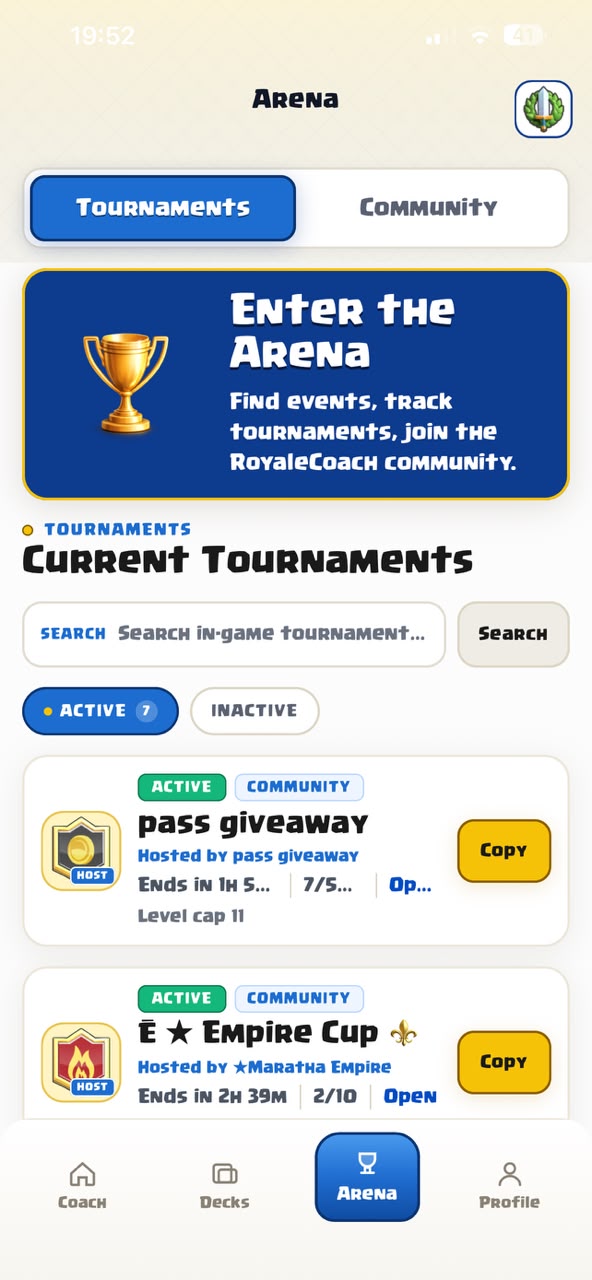 19:52
41
Arena
Tournaments
Community
Enter the
Arena
Find events, track
tournaments, join the
RoyaleCoach community.
TOURNAMENTS
Current Tournaments
SEARCH Search in-game tournament...
Search
ACTIVE 7
INACTIVE
ACTIVE COMMUNITY
pass giveaway
Hosted by pass giveaway
HOST
Ends in 1h 5... 7/5... Op...
Level cap 11
Copy
ACTIVE COMMUNITY
Ē ★ Empire Cup ⚜️
Hosted by ★Maratha Empire
HOST
Ends in 2h 39m 2/10 Open
Copy
Coach
Decks
Arena
Profile